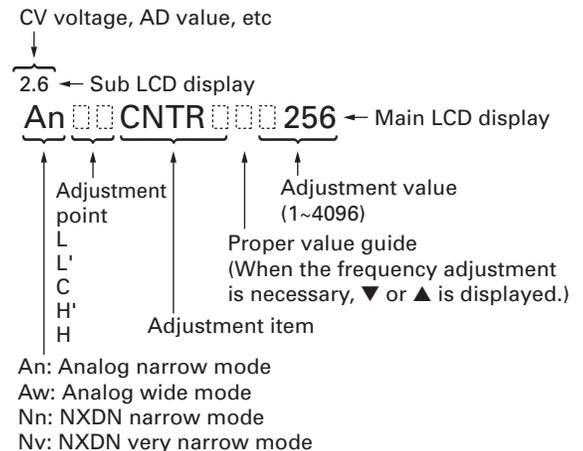 CV voltage, AD value, etc
2.6 ← Sub LCD display
An CNTR 256 ← Main LCD display
Adjustment
point
L
L'
C
H'
H
Adjustment value
(1~4096)
Proper value guide
(When the frequency adjustment
is necessary, ▼ or ▲ is displayed.)
Adjustment item
An: Analog narrow mode
Aw: Analog wide mode
Nn: NXDN narrow mode
Nv: NXDN very narrow mode